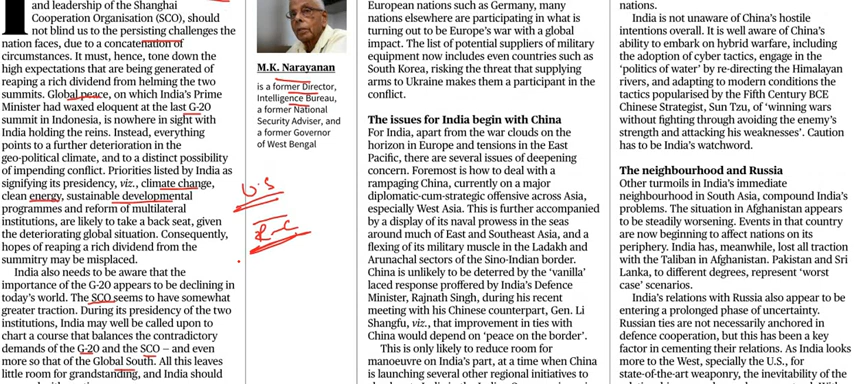 and leadership of the Shanghai
Cooperation Organisation (SCO), should
not blind us to the persisting challenges the
nation faces, due to a concatenation of
circumstances. It must, hence, tone down the
high expectations that are being generated of
reaping a rich dividend from helming the two
summits. Global peace, on which India's Prime
Minister had waxed eloquent at the last G-20
summit in Indonesia, is nowhere in sight with
India holding the reins. Instead, everything
points to a further deterioration in the
geo-political climate, and to a distinct possibility
of impending conflict. Priorities listed by India as
signifying its presidency, viz., climate change,
clean energy, sustainable developmental
programmes and reform of multilateral
institutions, are likely to take a back seat, given
the deteriorating global situation. Consequently,
hopes of reaping a rich dividend from the
summitry may be misplaced.
India also needs to be aware that the
importance of the G-20 appears to be declining in
today's world. The SCO seems to have somewhat
greater traction. During its presidency of the two
institutions, India may well be called upon to
chart a course that balances the contradictory
demands of the G-20 and the SCO – and even
more so that of the Global South. All this leaves
little room for grandstanding, and India should
M.K. Narayanan
is a former Director,
Intelligence Bureau,
a former National
Security Adviser, and
a former Governor
of West Bengal
U.S
R-C
European nations such as Germany, many
nations elsewhere are participating in what is
turning out to be Europe's war with a global
impact. The list of potential suppliers of military
equipment now includes even countries such as
South Korea, risking the threat that supplying
arms to Ukraine makes them a participant in the
conflict.
The issues for India begin with China
For India, apart from the war clouds on the
horizon in Europe and tensions in the East
Pacific, there are several issues of deepening
concern. Foremost is how to deal with a
rampaging China, currently on a major
diplomatic-cum-strategic offensive across Asia,
especially West Asia. This is further accompanied
by a display of its naval prowess in the seas
around much of East and Southeast Asia, and a
flexing of its military muscle in the Ladakh and
Arunachal sectors of the Sino-Indian border.
China is unlikely to be deterred by the 'vanilla'
laced response proffered by India's Defence
Minister, Rajnath Singh, during his recent
meeting with his Chinese counterpart, Gen. Li
Shangfu, viz., that improvement in ties with
China would depend on 'peace on the border'.
This is only likely to reduce room for
manoeuvre on India's part, at a time when China
is launching several other regional initiatives to
nations.
India is not unaware of China's hostile
intentions overall. It is well aware of China's
ability to embark on hybrid warfare, including
the adoption of cyber tactics, engage in the
'politics of water' by re-directing the Himalayan
rivers, and adapting to modern conditions the
tactics popularised by the Fifth Century BCE
Chinese Strategist, Sun Tzu, of 'winning wars
without fighting through avoiding the enemy's
strength and attacking his weaknesses'. Caution
has to be India's watchword.
The neighbourhood and Russia
Other turmoils in India's immediate
neighbourhood in South Asia, compound India's
problems. The situation in Afghanistan appears
to be steadily worsening. Events in that country
are now beginning to affect nations on its
periphery. India has, meanwhile, lost all traction
with the Taliban in Afghanistan. Pakistan and Sri
Lanka, to different degrees, represent 'worst
case' scenarios.
India's relations with Russia also appear to be
entering a prolonged phase of uncertainty.
Russian ties are not necessarily anchored in
defence cooperation, but this has been a key
factor in cementing their relations. As India looks
more to the West, specially the U.S., for
state-of-the-art weaponry, the inevitability of the